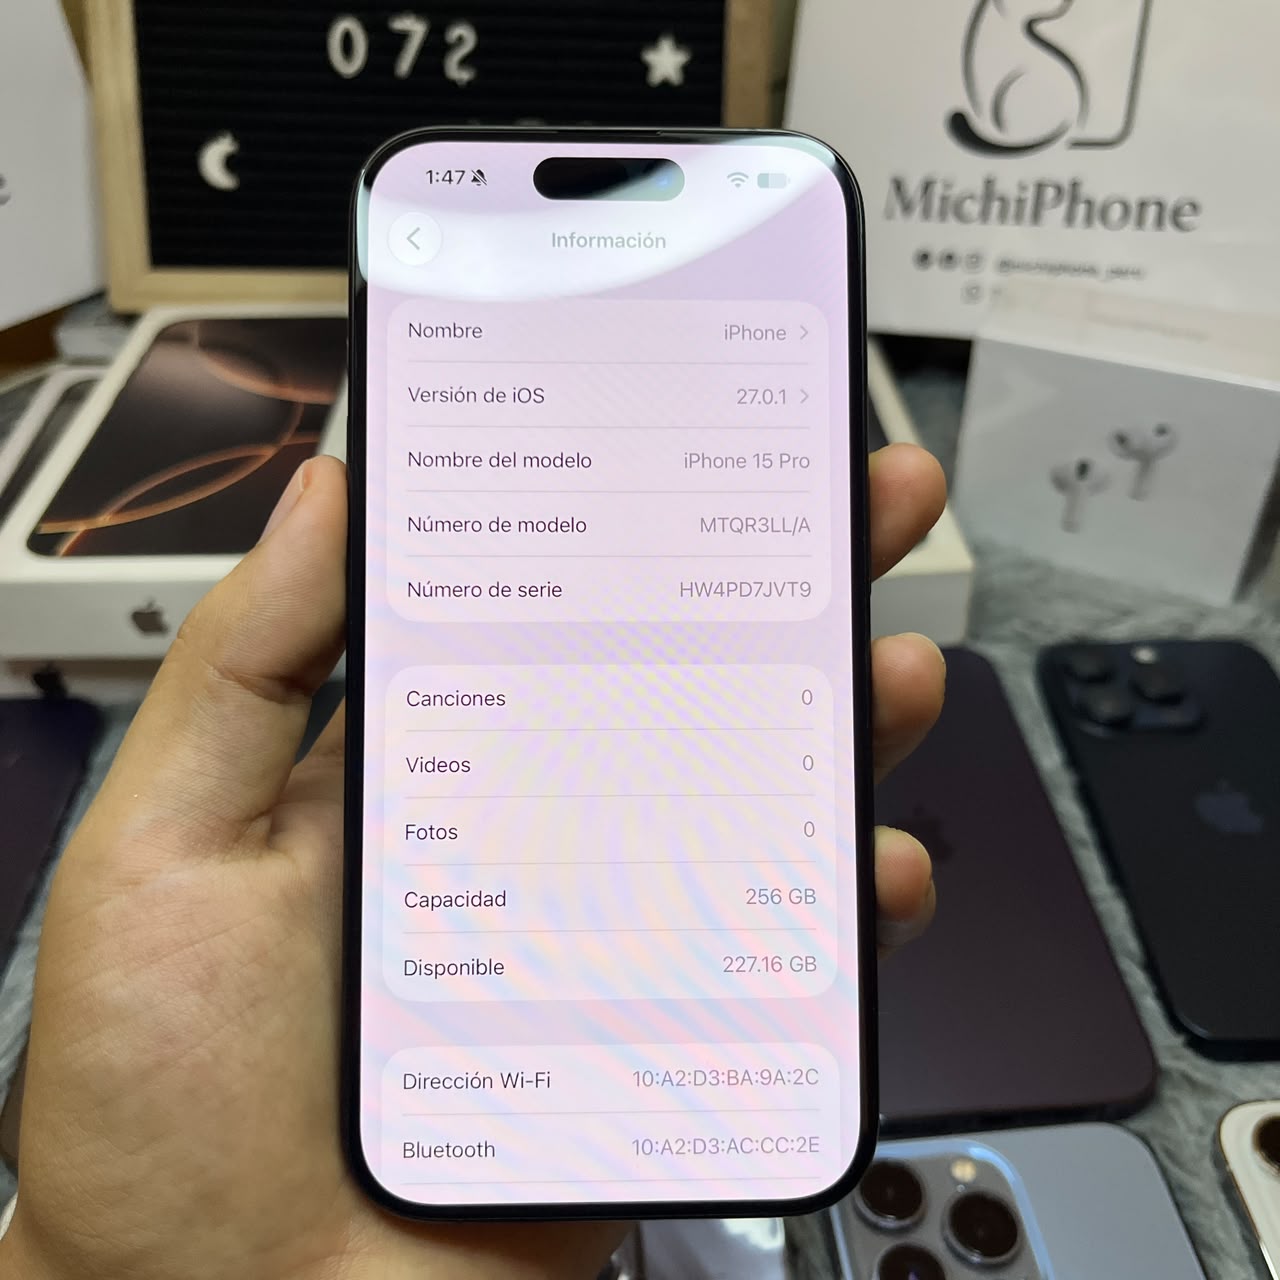 072
MichiPhone
1:47
Información
Nombre iPhone
Versión de iOS 27.0.1
Nombre del modelo iPhone 15 Pro
Número de modelo MTQR3LL/A
Número de serie HW4PD7JVT9
Canciones 0
Videos 0
Fotos 0
Capacidad 256 GB
Disponible 227.16 GB
Dirección Wi-Fi 10:A2:D3:BA:9A:2C
Bluetooth 10:A2:D3:AC:CC:2E